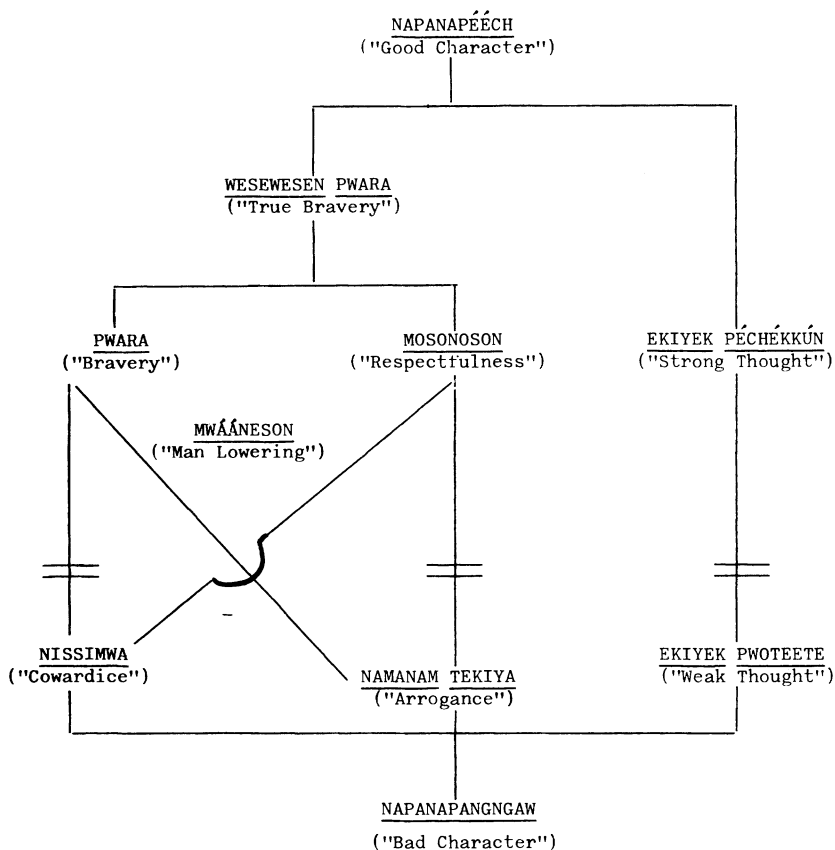 NAPANAPÉÉCH
("Good Character")
WESEWESEN PWARA
("True Bravery")
PWARA
("Bravery")
MOSONOSON
("Respectfulness")
EKIYEK PÉCHÉKKÚN
("Strong Thought")
MWÁÁNESON
("Man Lowering")
NISSIMWA
("Cowardice")
NAMANAM TEKIYA
("Arrogance")
EKIYEK PWOTEETE
("Weak Thought")
NAPANAPANGNGAW
("Bad Character")